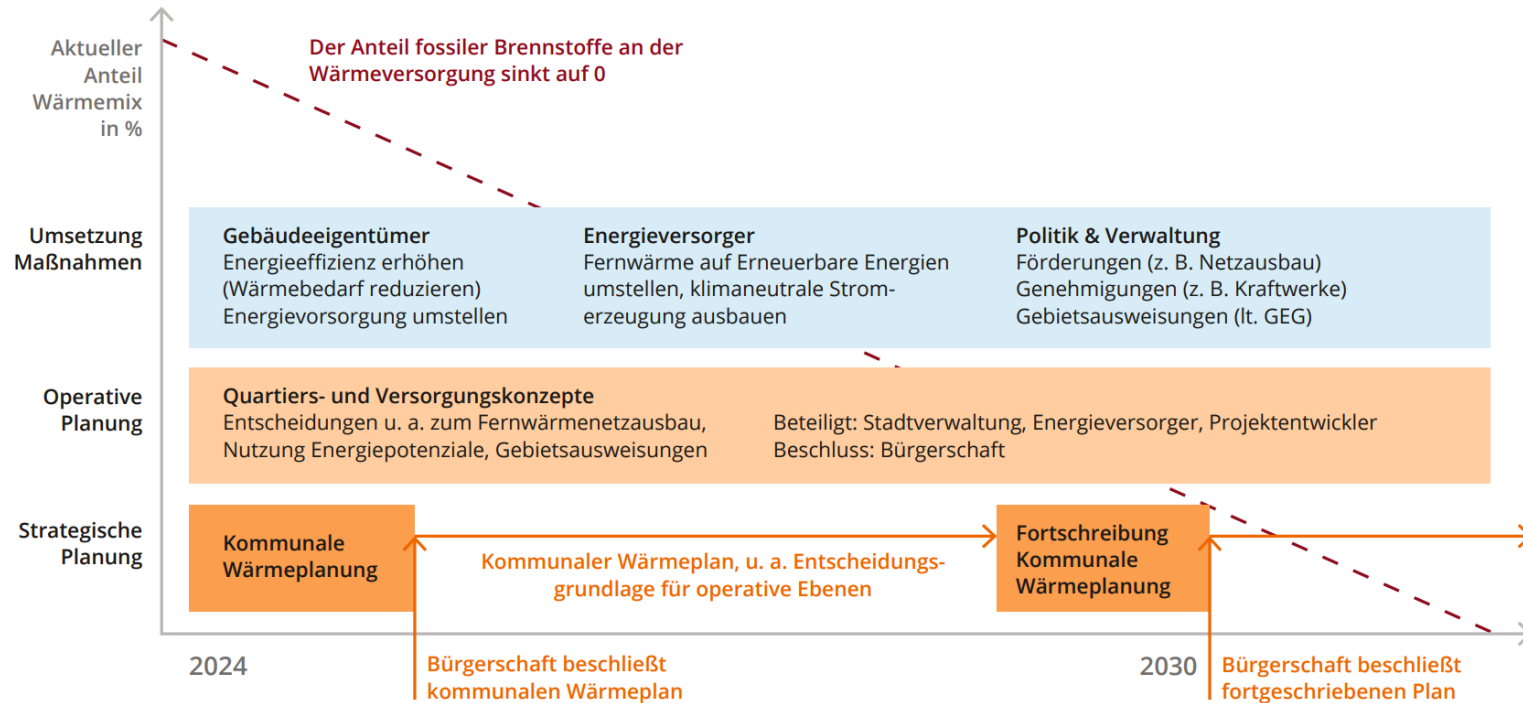 Aktueller
Anteil
Wärmemix
in %
Der Anteil fossiler Brennstoffe an der
Wärmeversorgung sinkt auf 0
Umsetzung
Maßnahmen
Gebäudeeigentümer
Energieeffizienz erhöhen
(Wärmebedarf reduzieren)
Energievorsorgung umstellen
Energieversorger
Fernwärme auf Erneuerbare Energien
umstellen, klimaneutrale Strom-
erzeugung ausbauen
Politik & Verwaltung
Förderungen (z. B. Netzausbau)
Genehmigungen (z. B. Kraftwerke)
Gebietsausweisungen (lt. GEG)
Operative
Planung
Quartiers- und Versorgungskonzepte
Entscheidungen u. a. zum Fernwärmenetzausbau,
Nutzung Energiepotenziale, Gebietsausweisungen
Beteiligt: Stadtverwaltung, Energieversorger, Projektentwickler
Beschluss: Bürgerschaft
Strategische
Planung
Kommunale
Wärmeplanung
Kommunaler Wärmeplan, u. a. Entscheidungs-
grundlage für operative Ebenen
Fortschreibung
Kommunale
Wärmeplanung
2024
Bürgerschaft beschließt
kommunalen Wärmeplan
2030
Bürgerschaft beschließt
fortgeschriebenen Plan